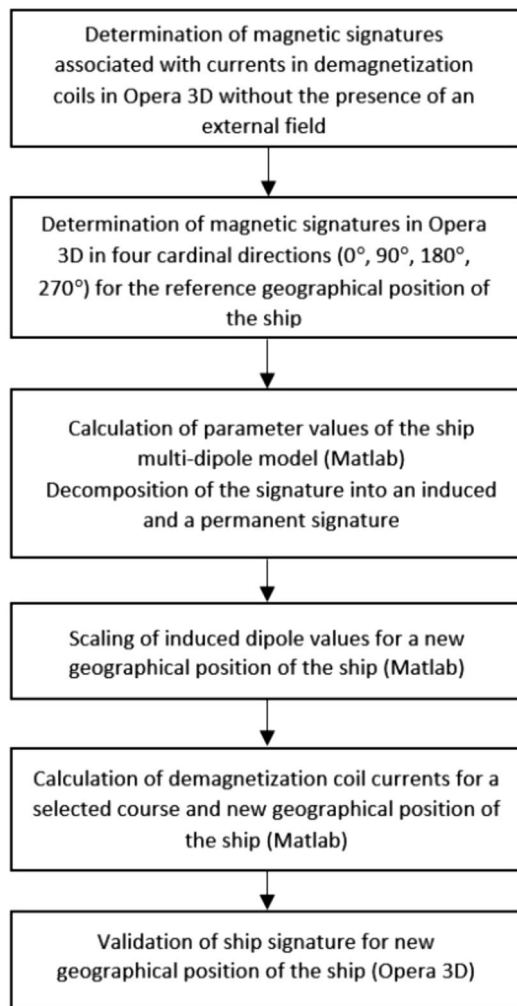 Determination of magnetic signatures
associated with currents in demagnetization
coils in Opera 3D without the presence of an
external field
Determination of magnetic signatures in Opera
3D in four cardinal directions (0°, 90°, 180°,
270°) for the reference geographical position of
the ship
Calculation of parameter values of the ship
multi-dipole model (Matlab)
Decomposition of the signature into an induced
and a permanent signature
Scaling of induced dipole values for a new
geographical position of the ship (Matlab)
Calculation of demagnetization coil currents for a
selected course and new geographical position of
the ship (Matlab)
Validation of ship signature for new
geographical position of the ship (Opera 3D)